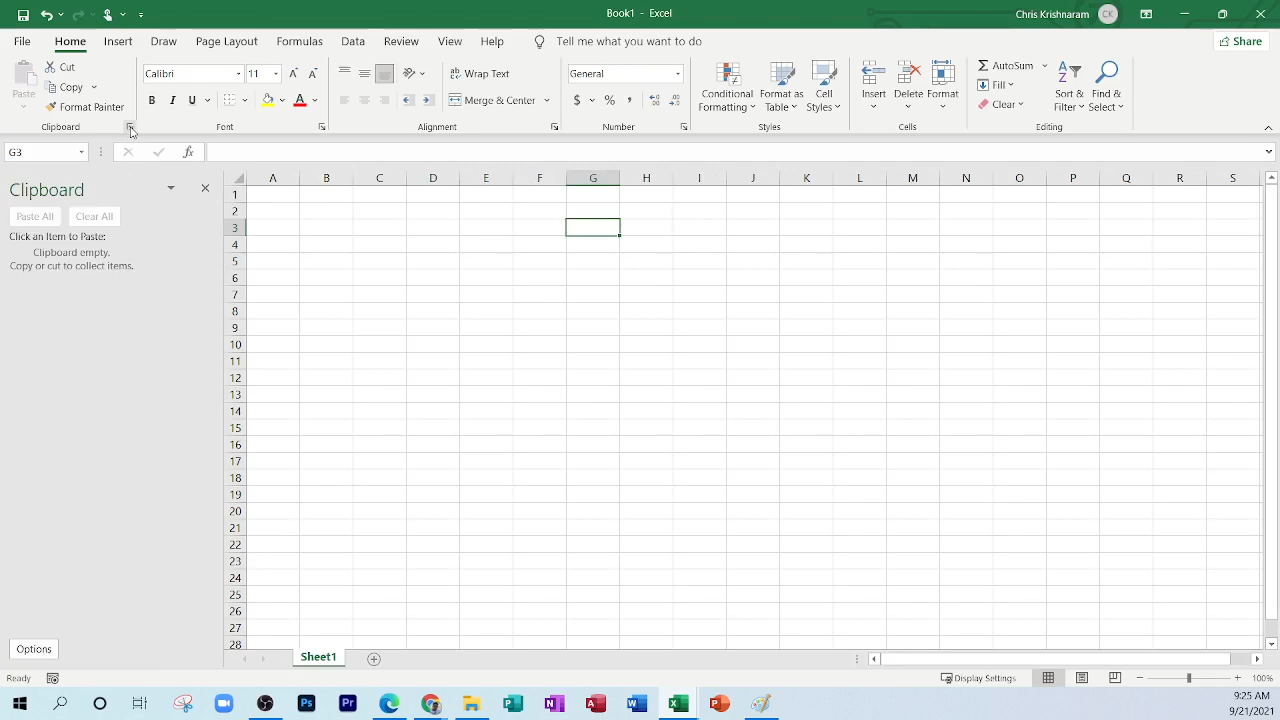 Book1 - Excel
Chris Krishnaram CK
File Home Insert Draw Page Layout Formulas Data Review View Help Tell me what you want to do Share
Paste
Cut
Copy
Format Painter
Clipboard
Calibri 11
B I U A
Font
ab Wrap Text
Merge & Center
Alignment
General
$ % ,
Number
Conditional Formatting
Format as Table
Cell Styles
Styles
Insert Delete Format
Cells
AutoSum
Fill
Clear
Sort & Filter
Find & Select
Editing
G3 fx
Clipboard
Paste All Clear All
Click an Item to Paste:
Clipboard empty.
Copy or cut to collect items.
Options
A B C D E F G H I J K L M N O P Q R S
1
2
3
4
5
6
7
8
9
10
11
12
13
14
15
16
17
18
19
20
21
22
23
24
25
26
27
28
Sheet1
Ready Display Settings 100%
Ps Pr P N A W X P
9:25 AM
9/21/2021